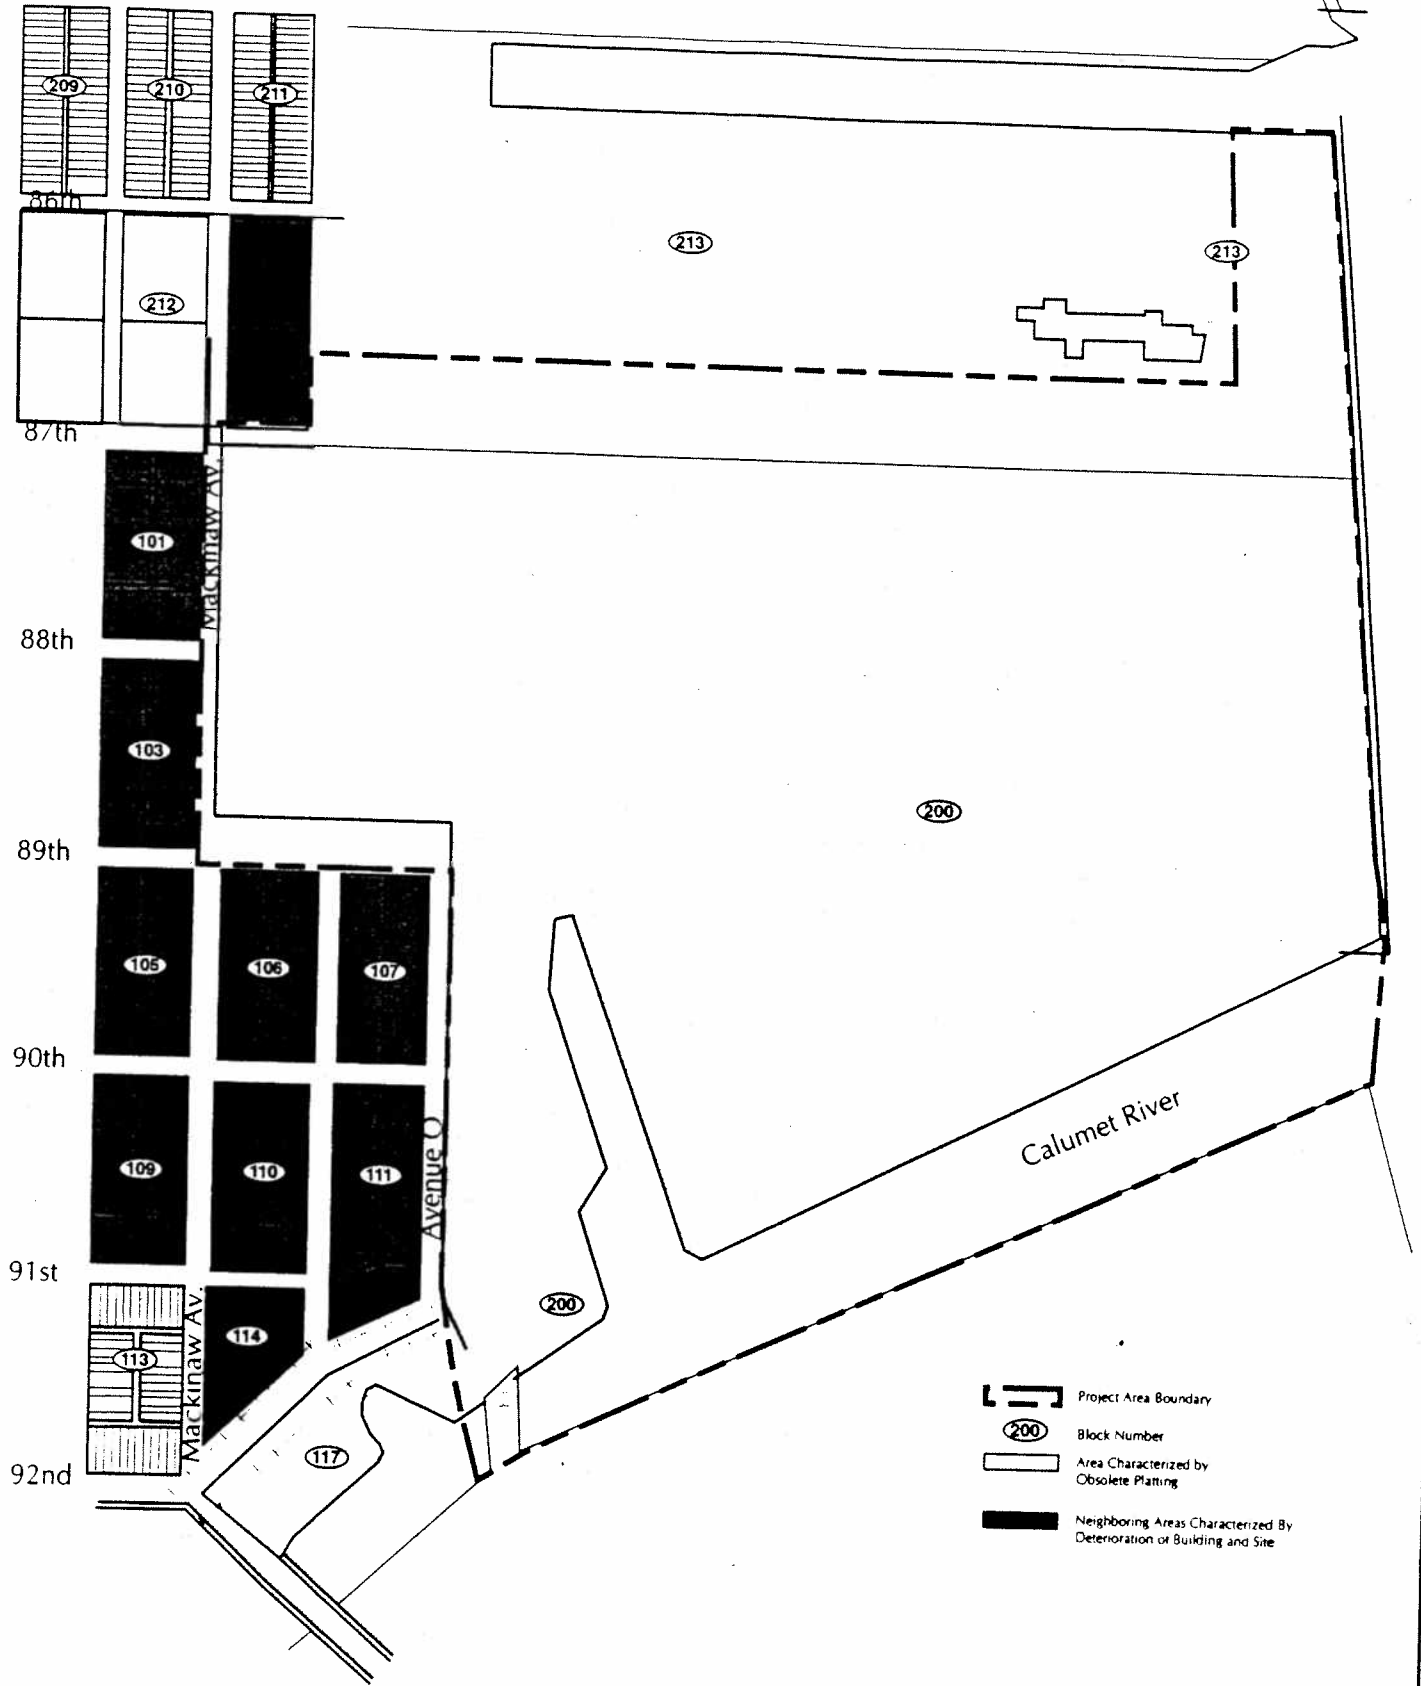 209
210
211
86th
213
213
212
87th
101
Mackinaw Av.
88th
103
200
89th
105
106
107
90th
Calumet River
109
110
111
Avenue O
91st
200
114
113
Mackinaw Av.
117
92nd
Project Area Boundary
200
Block Number
Area Characterized by
Obsolete Platting
Neighboring Areas Characterized By
Deterioration of Building and Site